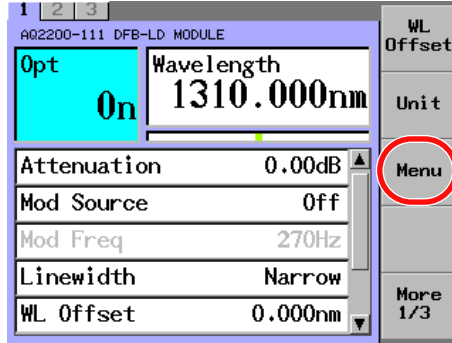 1 2 3
AQ2200-111 DFB-LD MODULE
Opt
On
Wavelength
1310.000nm
Attenuation 0.00dB
Mod Source Off
Mod Freq 270Hz
Linewidth Narrow
WL Offset 0.000nm
WL
Offset
Unit
Menu
More
1/3